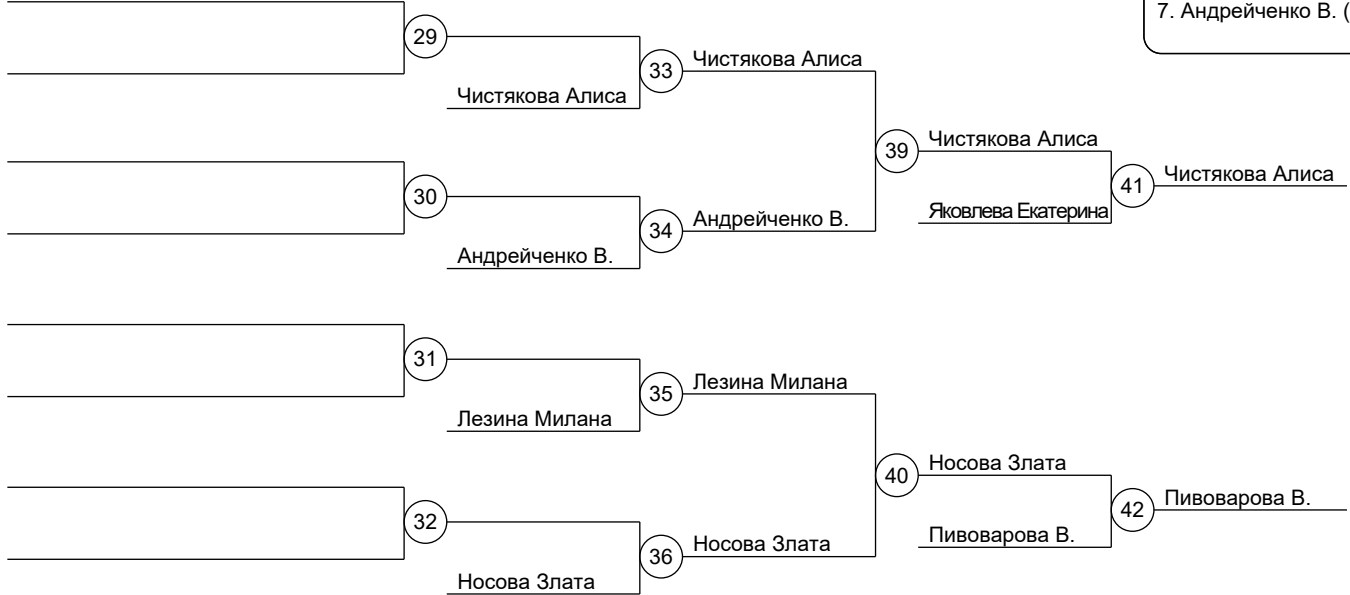 7. Андрейченко В. (
29
33
Чистякова Алиса
Чистякова Алиса
39
Чистякова Алиса
41
Чистякова Алиса
30
34
Андрейченко В.
Яковлева Екатерина
Андрейченко В.
31
35
Лезина Милана
Лезина Милана
40
Носова Злата
42
Пивоварова В.
32
36
Носова Злата
Пивоварова В.
Носова Злата